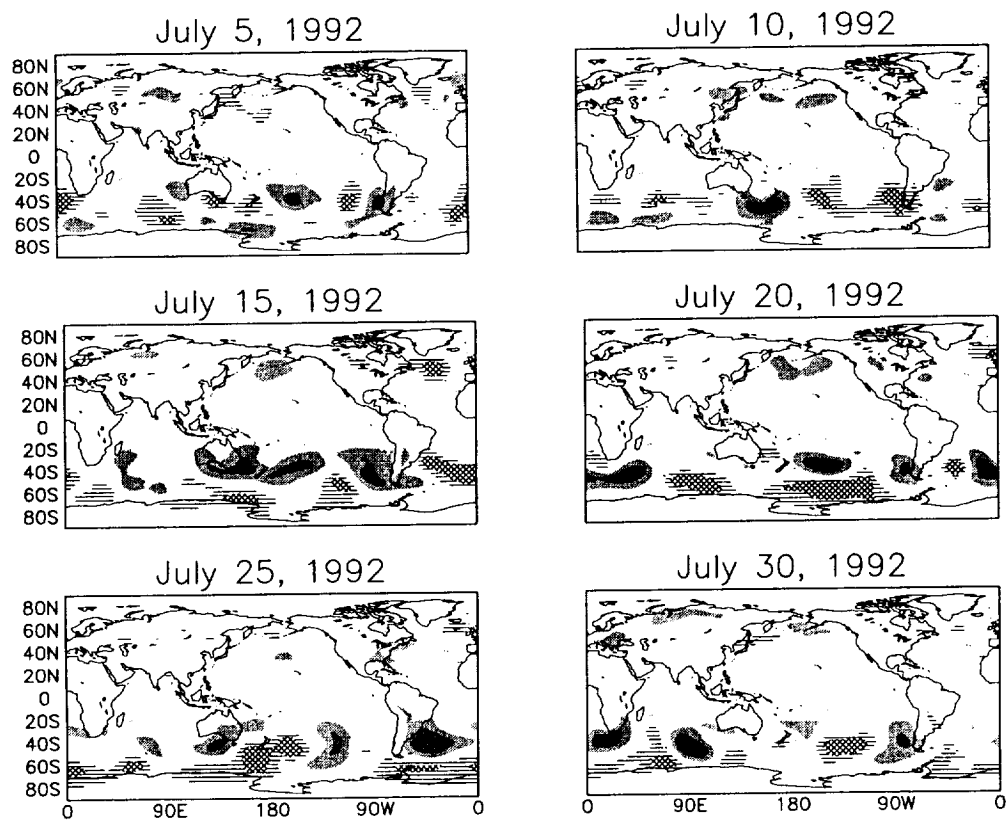 July 5, 1992
July 10, 1992
80N
60N
40N
20N
0
20S
40S
60S
80S
July 15, 1992
July 20, 1992
80N
60N
40N
20N
0
20S
40S
60S
80S
July 25, 1992
July 30, 1992
80N
60N
40N
20N
0
20S
40S
60S
80S
0 90E 180 90W 0
0 90E 180 90W 0